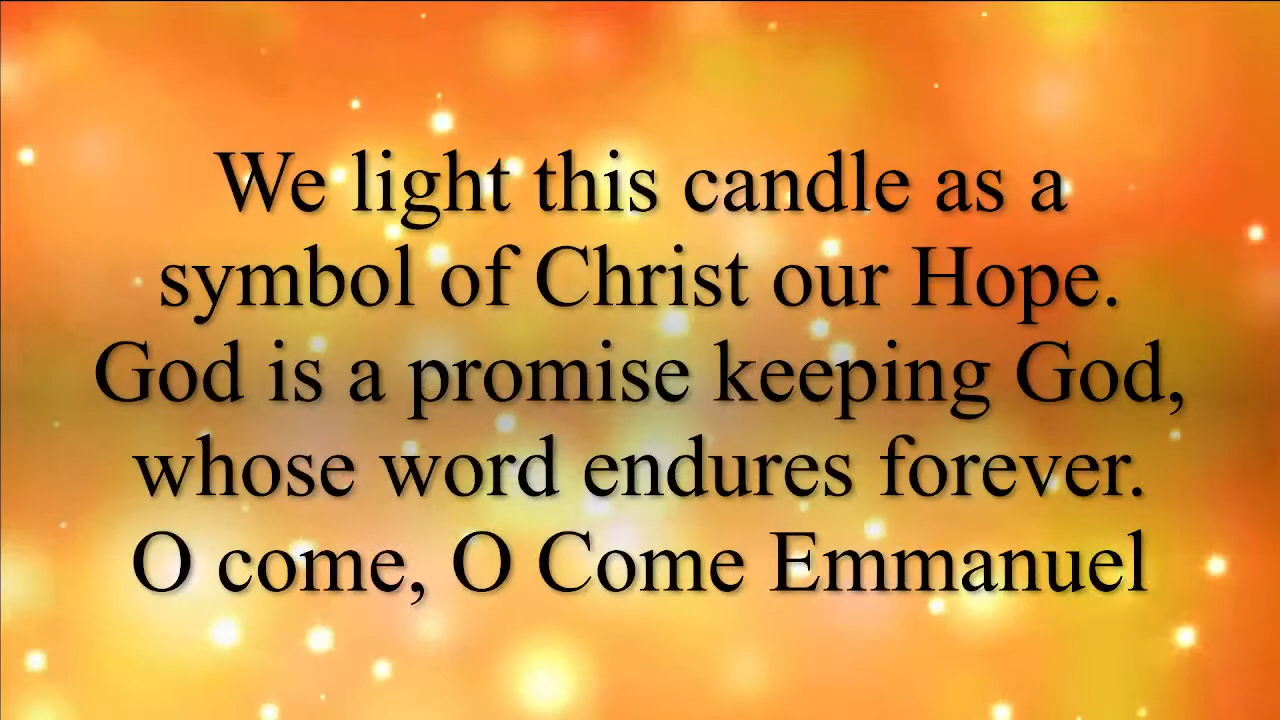 We light this candle as a
symbol of Christ our Hope.
God is a promise keeping God,
whose word endures forever.
O come, O Come Emmanuel